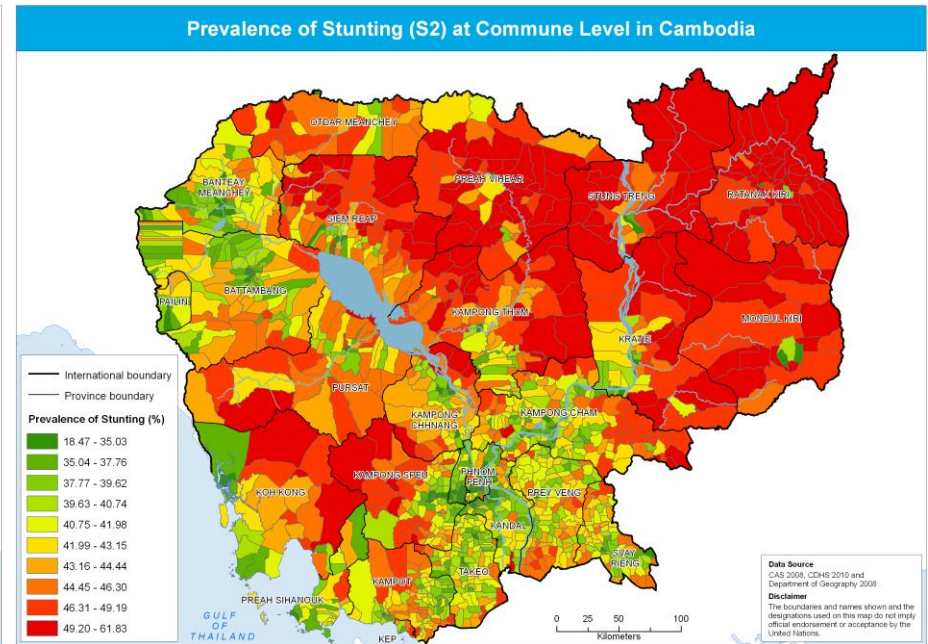 Prevalence of Stunting (S2) at Commune Level in Cambodia
OTDAR MEANCHEY
BANTEAY
MEANCHEY
PREAH VIHEAR
STUNG TRENG
RATANAK KIRI
SIEM REAP
PAILIN
BATTAMBANG
KAMPONG THOM
MONDUL KIRI
KRATIE
PURSAT
KAMPONG
CHHNANG
KAMPONG CHAM
KAMPONG SPEU
PHNOM
PENH
KOH KONG
PREY VENG
KANDAL
SVAY
RIENG
TAKEO
KAMPOT
PREAH SIHANOUK
KEP
GULF
OF
THAILAND
International boundary
Province boundary
Prevalence of Stunting (%)
18.47 - 35.03
35.04 - 37.76
37.77 - 39.62
39.63 - 40.74
40.75 - 41.98
41.99 - 43.15
43.16 - 44.44
44.45 - 46.30
46.31 - 49.19
49.20 - 61.83
0 25 50 100
Kilometers
Data Source
CAS 2008, CDHS 2010 and
Department of Geography 2008
Disclaimer
The boundaries and names shown and the
designations used on this map do not imply
official endorsement or acceptance by the
United Nations.